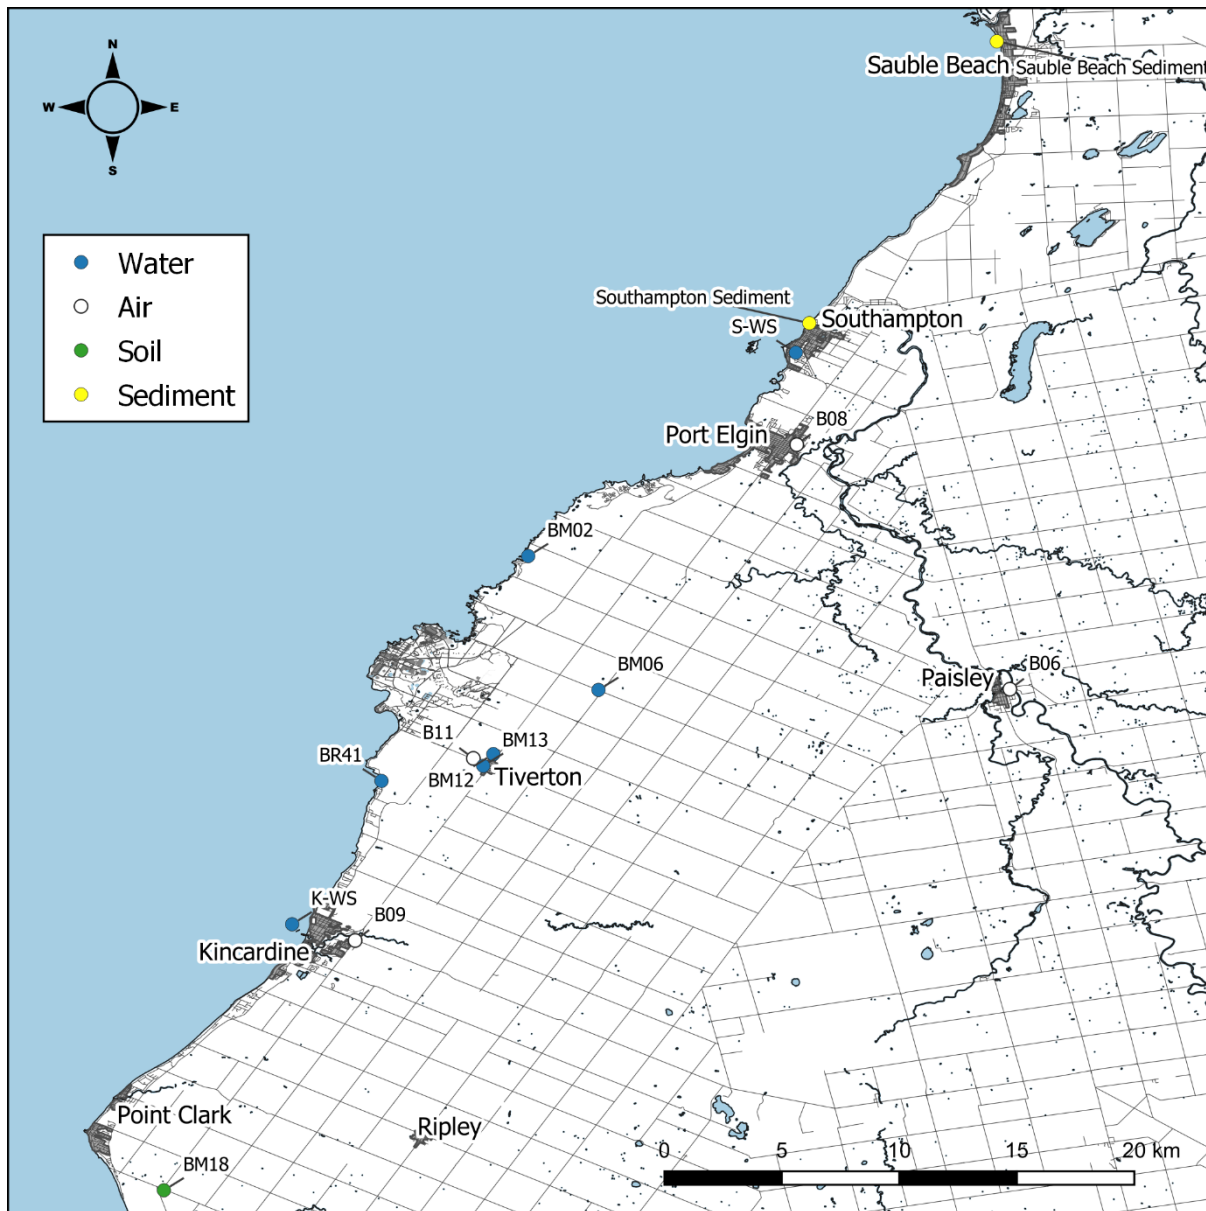 N
W E
S
Sauble Beach Sauble Beach Sediment
Water
Air
Soil
Sediment
Southampton Sediment
Southampton
S-WS
B08
Port Elgin
BM02
BM06
B06
Paisley
B11
BM13
BR41
BM12
Tiverton
K-WS
B09
Kincardine
Point Clark
Ripley
BM18
0 5 10 15 20 km